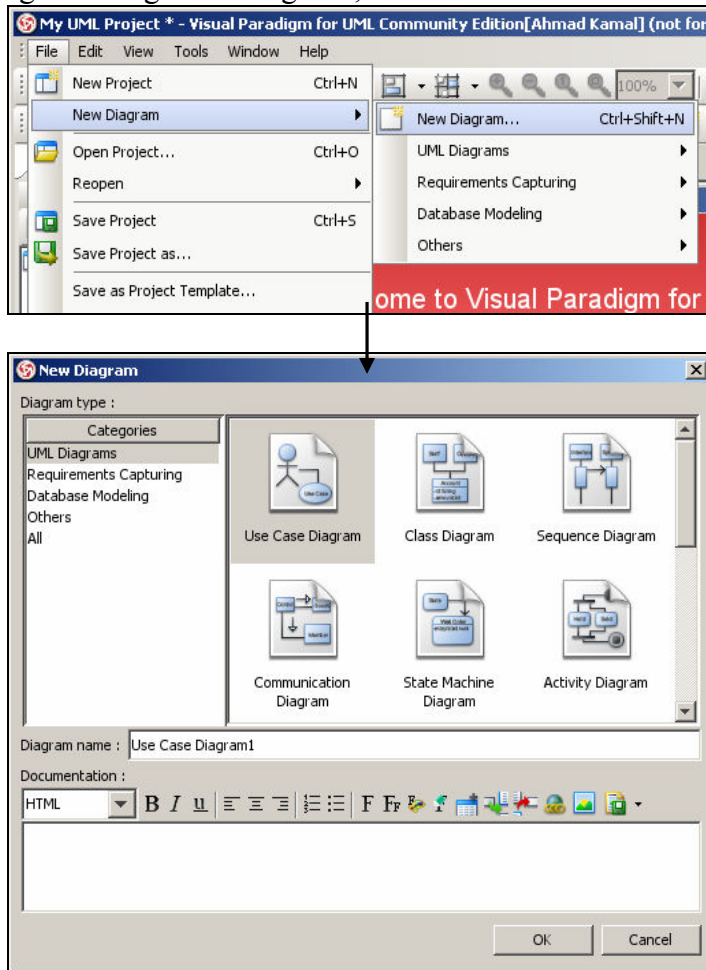 My UML Project * - Visual Paradigm for UML Community Edition[Ahmad Kamal] (not for
File Edit View Tools Window Help
New Project Ctrl+N
100%
New Diagram
New Diagram... Ctrl+Shift+N
Open Project... Ctrl+O
UML Diagrams
Reopen
Requirements Capturing
Save Project Ctrl+S
Database Modeling
Save Project as...
Others
Save as Project Template...
ome to Visual Paradigm for
New Diagram
Diagram type :
Categories
UML Diagrams
Requirements Capturing
Database Modeling
Others
All
Use Case Diagram Class Diagram Sequence Diagram
Communication Diagram State Machine Diagram Activity Diagram
Diagram name : Use Case Diagram1
Documentation :
HTML B I u F FF
OK Cancel